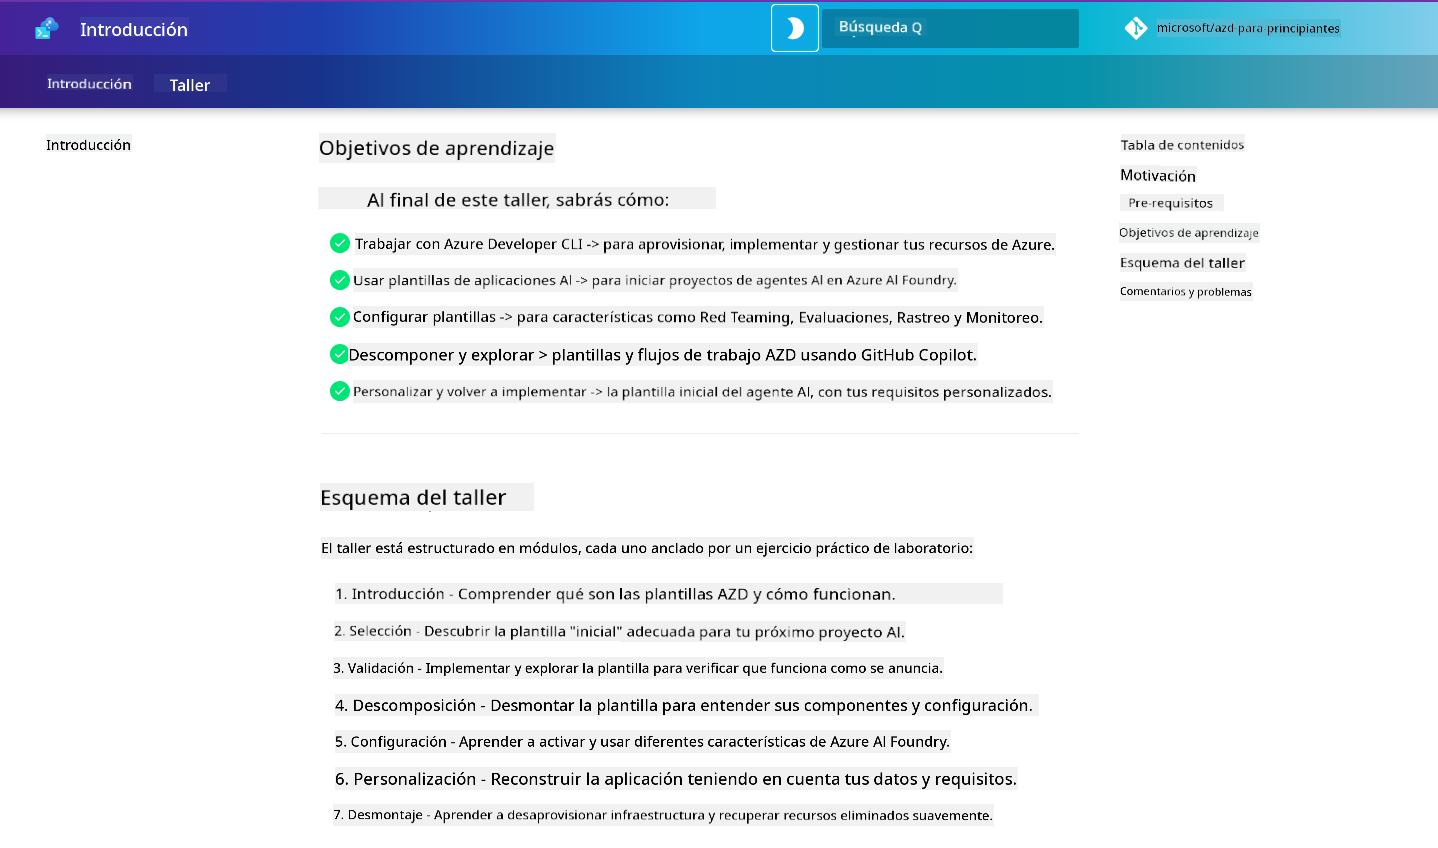 Introducción
Búsqueda Q
microsoft/azd-para-principiantes
Introducción
Taller
Introducción
Objetivos de aprendizaje
Al final de este taller, sabrás cómo:
Trabajar con Azure Developer CLI -> para aprovisionar, implementar y gestionar tus recursos de Azure.
Usar plantillas de aplicaciones Al -> para iniciar proyectos de agentes Al en Azure Al Foundry.
Configurar plantillas -> para características como Red Teaming, Evaluaciones, Rastreo y Monitoreo.
Descomponer y explorar > plantillas y flujos de trabajo AZD usando GitHub Copilot.
Personalizar y volver a implementar -> la plantilla inicial del agente Al, con tus requisitos personalizados.
Esquema del taller
El taller está estructurado en módulos, cada uno anclado por un ejercicio práctico de laboratorio:
1. Introducción - Comprender qué son las plantillas AZD y cómo funcionan.
2. Selección - Descubrir la plantilla "inicial" adecuada para tu próximo proyecto Al.
3. Validación - Implementar y explorar la plantilla para verificar que funciona como se anuncia.
4. Descomposición - Desmontar la plantilla para entender sus componentes y configuración.
5. Configuración - Aprender a activar y usar diferentes características de Azure Al Foundry.
6. Personalización - Reconstruir la aplicación teniendo en cuenta tus datos y requisitos.
7. Desmontaje - Aprender a desaprovisionar infraestructura y recuperar recursos eliminados suavemente.
Tabla de contenidos
Motivación
Pre-requisitos
Objetivos de aprendizaje
Esquema del taller
Comentarios y problemas